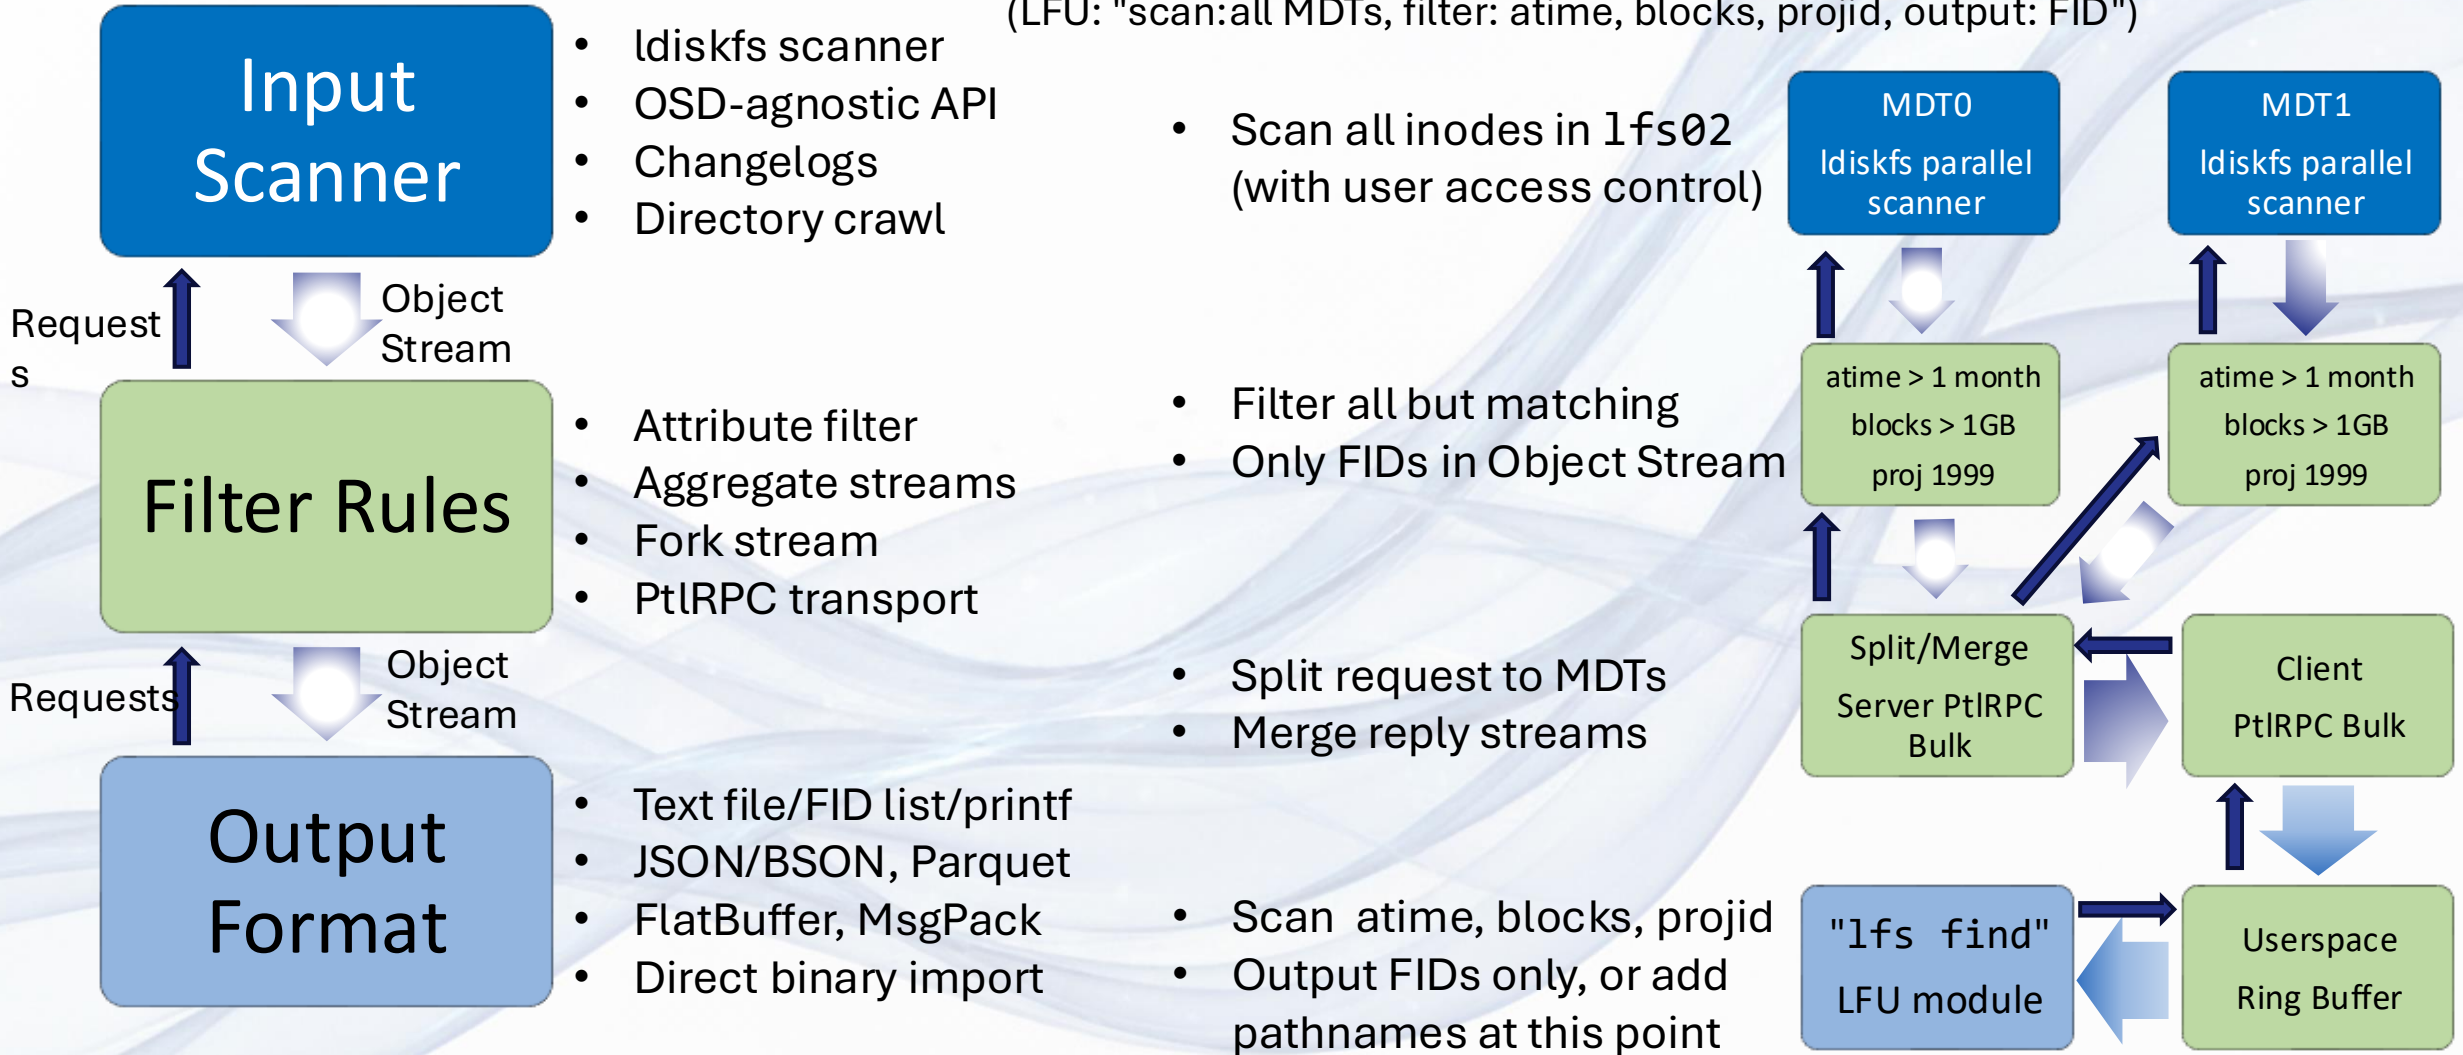 (LFU: "scan:all MDTs, filter: atime, blocks, projid, output: FID")
Input
Scanner
• ldiskfs scanner
• OSD-agnostic API
• Changelogs
• Directory crawl
Request
s
Object
Stream
Filter Rules
• Attribute filter
• Aggregate streams
• Fork stream
• PtlRPC transport
Requests
Object
Stream
Output
Format
• Text file/FID list/printf
• JSON/BSON, Parquet
• FlatBuffer, MsgPack
• Direct binary import
• Scan all inodes in lfs02
(with user access control)
• Filter all but matching
• Only FIDs in Object Stream
• Split request to MDTs
• Merge reply streams
• Scan atime, blocks, projid
• Output FIDs only, or add
pathnames at this point
MDT0
ldiskfs parallel
scanner
MDT1
ldiskfs parallel
scanner
atime > 1 month
blocks > 1GB
proj 1999
atime > 1 month
blocks > 1GB
proj 1999
Split/Merge
Server PtlRPC
Bulk
Client
PtlRPC Bulk
"lfs find"
LFU module
Userspace
Ring Buffer